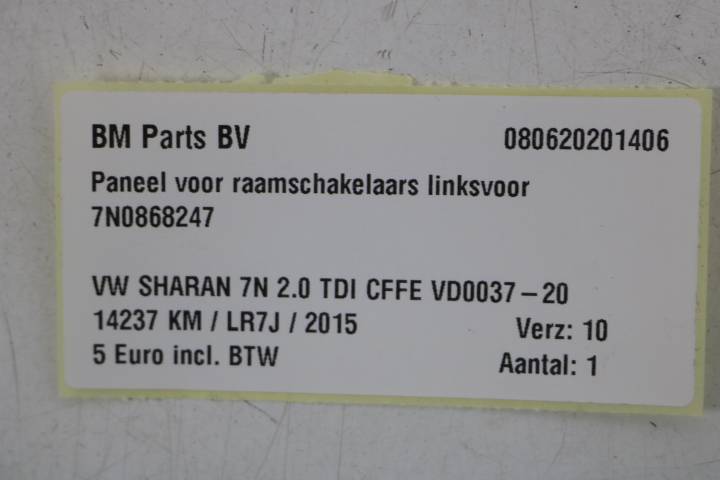 BM Parts BV 080620201406
Paneel voor raamschakelaars linksvoor
7N0868247
VW SHARAN 7N 2.0 TDI CFFE VD0037-20
14237 KM / LR7J / 2015 Verz: 10
5 Euro incl. BTW Aantal: 1